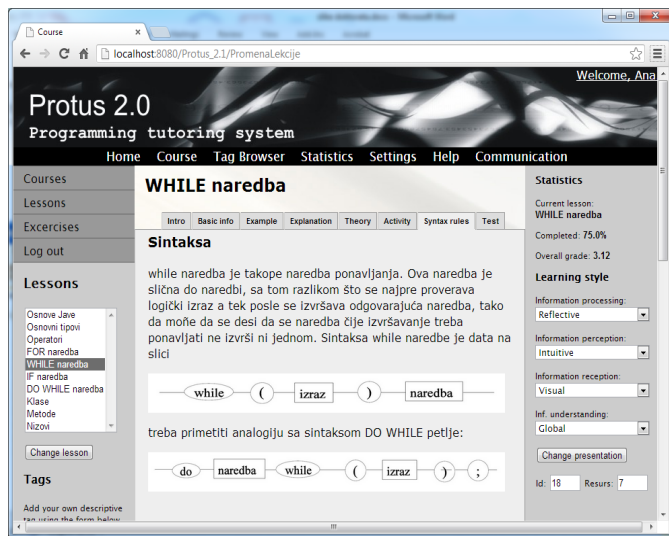 Course
localhost:8080/Protus_2.1/PromenaLekcije
Welcome, Ana
Protus 2.0
Programming tutoring system
Home Course Tag Browser Statistics Settings Help Communication
Courses
Lessons
Excercises
Log out
Lessons
Osnove Jave
Osnovni tipovi
Operatori
FOR naredba
WHILE naredba
IF naredba
DO WHILE naredba
Klase
Metode
Nizovi
Change lesson
Tags
Add your own descriptive
tag using the form below
WHILE naredba
Intro Basic info Example Explanation Theory Activity Syntax rules Test
Sintaksa
while naredba je takope naredba ponavljanja. Ova naredba je
slična do naredbi, sa tom razlikom što se najpre proverava
logički izraz a tek posle se izvršava odgovarajuća naredba, tako
da moñe da se desi da se naredba čije izvršavanje treba
ponavljati ne izvrši ni jednom. Sintaksa while naredbe je data na
slici
while ( izraz ) naredba
treba primetiti analogiju sa sintaksom DO WHILE petlje:
do naredba while ( izraz ) ;
Statistics
Current lesson:
WHILE naredba
Completed: 75.0%
Overall grade: 3.12
Learning style
Information processing:
Reflective
Information perception:
Intuitive
Information reception:
Visual
Inf. understanding:
Global
Change presentation
Id: 18 Resurs: 7